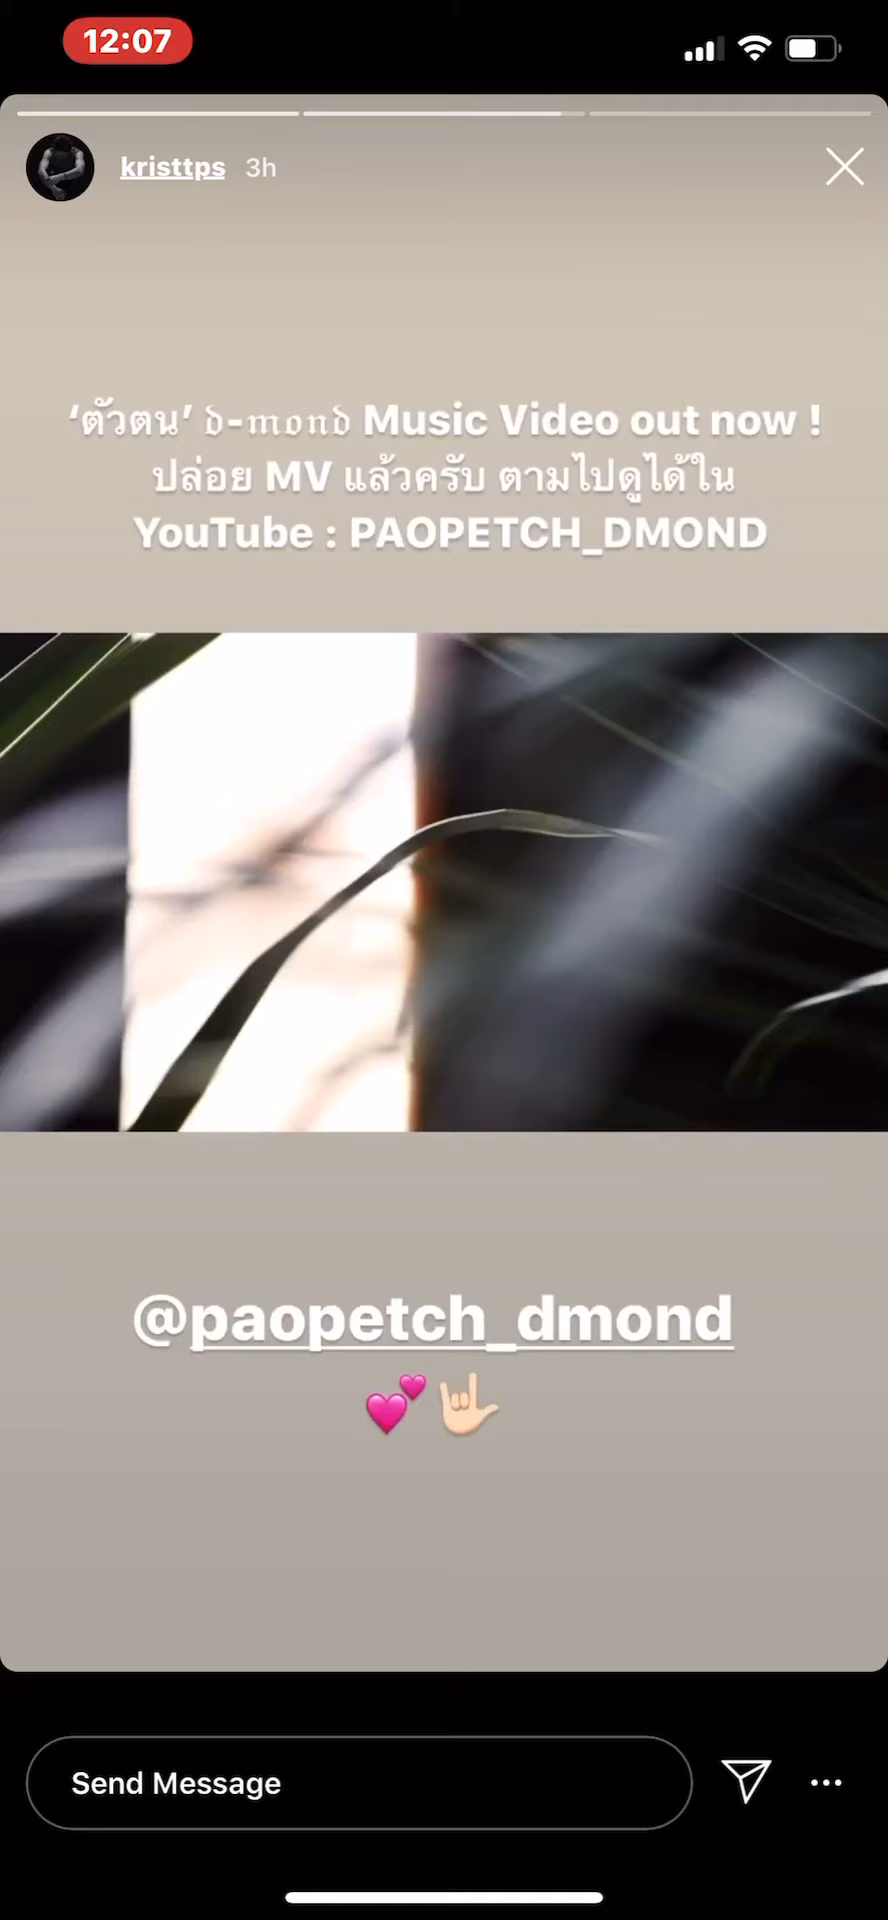 12:07
kristtps 3h
‘ตัวตน’ 𝔡-𝔪𝔬𝔫𝔡 Music Video out now !
ปล่อย MV แล้วครับ ตามไปดูได้ใน
YouTube : PAOPETCH_DMOND
@paopetch_dmond
💕🤟🏻
Send Message